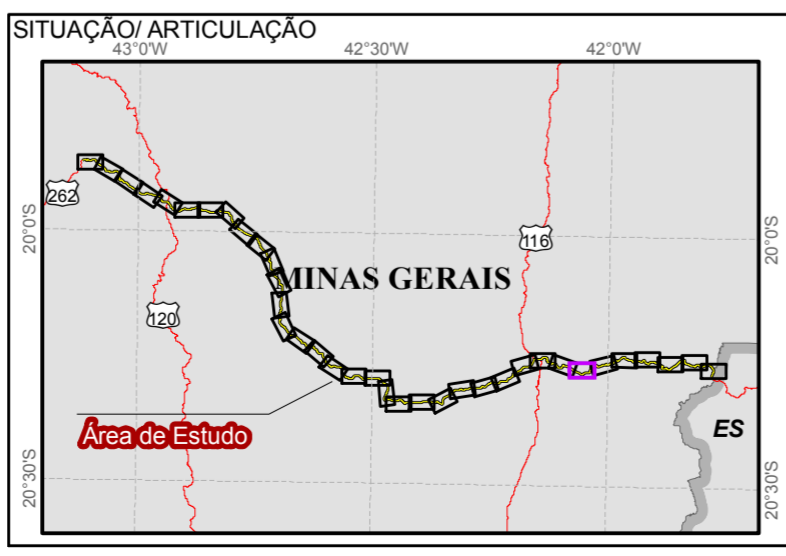 SITUAÇÃO/ ARTICULAÇÃO
43°0'W 42°30'W 42°0'W
262
20°0'S
116
20°0'S
MINAS GERAIS
120
Área de Estudo
ES
20°30'S
20°30'S